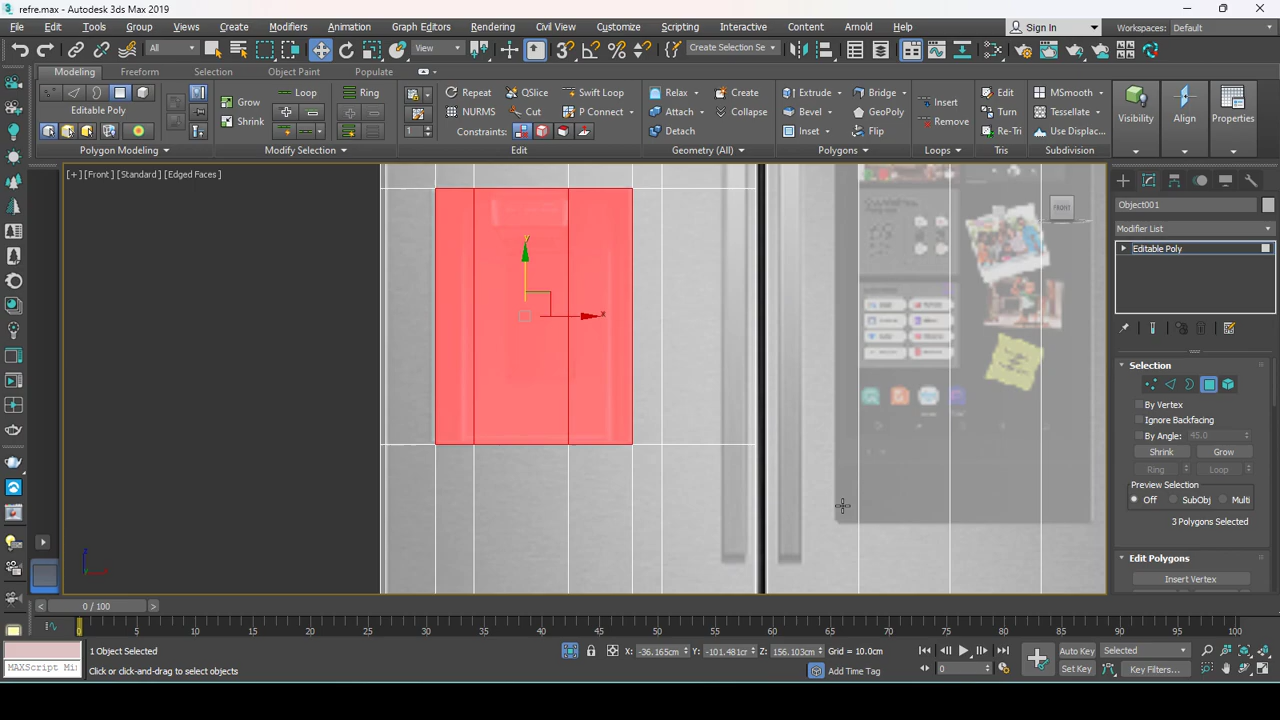 refre.max - Autodesk 3ds Max 2019
File Edit Tools Group Views Create Modifiers Animation Graph Editors Rendering Civil View Customize Scripting Interactive Content Arnold Help Sign In Workspaces: Default
All View Create Selection Se
Modeling Freeform Selection Object Paint Populate
Editable Poly
Grow Loop Ring Repeat QSlice Swift Loop Relax Create Extrude Bridge Insert Edit MSmooth
Shrink NURMS Cut P Connect Attach Collapse Bevel GeoPoly Remove Turn Tessellate Visibility Align Properties
1 Constraints: Detach Inset Flip Re-Tri Use Displac...
Polygon Modeling Modify Selection Edit Geometry (All) Polygons Loops Tris Subdivision
[+] [Front] [Standard] [Edged Faces]
FRONT
y
x
z
Object001
Modifier List
Editable Poly
Selection
By Vertex
Ignore Backfacing
By Angle: 45.0
Shrink Grow
Ring Loop
Preview Selection
Off SubObj Multi
3 Polygons Selected
Edit Polygons
Insert Vertex
0 / 100
0 5 10 15 20 25 30 35 40 45 50 55 60 65 70 75 80 85 90 95 100
1 Object Selected X: -36.165cm Y: -101.481cm Z: 156.103cm Grid = 10.0cm Auto Key Selected
MAXScript Mi Click or click-and-drag to select objects Add Time Tag 0 Set Key Key Filters...